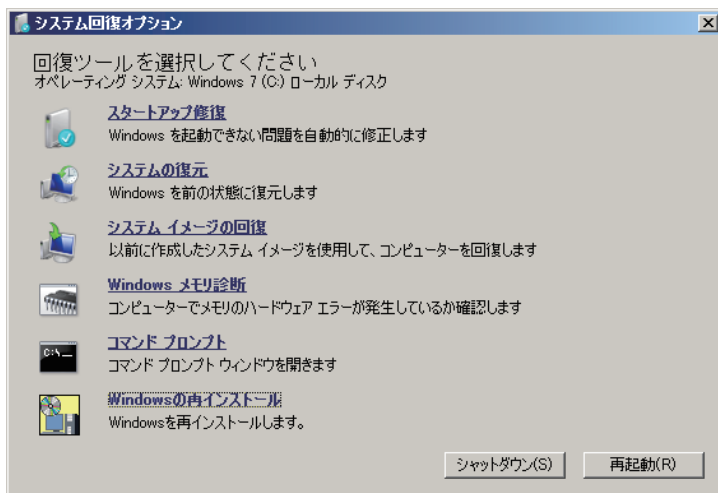 システム回復オプション
回復ツールを選択してください
オペレーティング システム: Windows 7 (C:) ローカル ディスク
スタートアップ修復
Windows を起動できない問題を自動的に修正します
システムの復元
Windows を前の状態に復元します
システム イメージの回復
以前に作成したシステム イメージを使用して、コンピューターを回復します
Windows メモリ診断
コンピューターでメモリのハードウェア エラーが発生しているか確認します
C:\_
コマンド プロンプト
コマンド プロンプト ウィンドウを開きます
Windowsの再インストール
Windowsを再インストールします。
シャットダウン(S) 再起動(R)